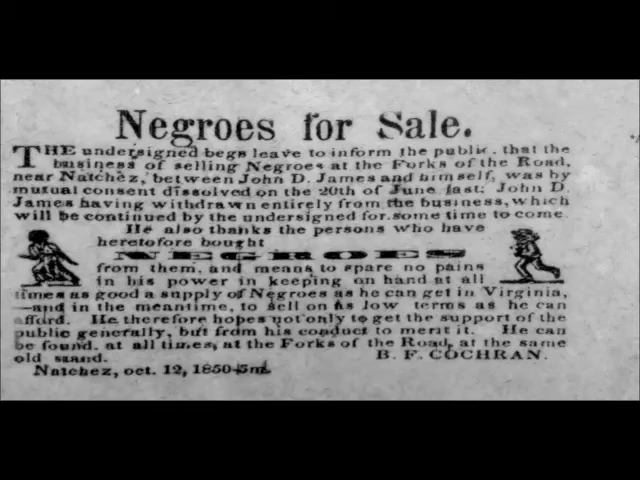 Negroes for Sale.
THE undersigned begs leave to inform the public, that the
business of selling Negroes at the Forks of the Road,
near Natchez, between John D. James and himself, was by
mutual consent dissolved on the 20th of June last; John D.
James having withdrawn entirely from the business, which
will be continued by the undersigned for some time to come.
He also thanks the persons who have
heretofore bought
NEGROES
from them, and means to spare no pains
in his power in keeping on hand at all
times as good a supply of Negroes as he can get in Virginia,
—and in the meantime, to sell on as low terms as he can
afford. He therefore hopes not only to get the support of the
public generally, but from his conduct to merit it. He can
be found, at all times, at the Forks of the Road, at the same
old stand. B. F. COCHRAN.
Natchez, oct. 12, 1850-5m